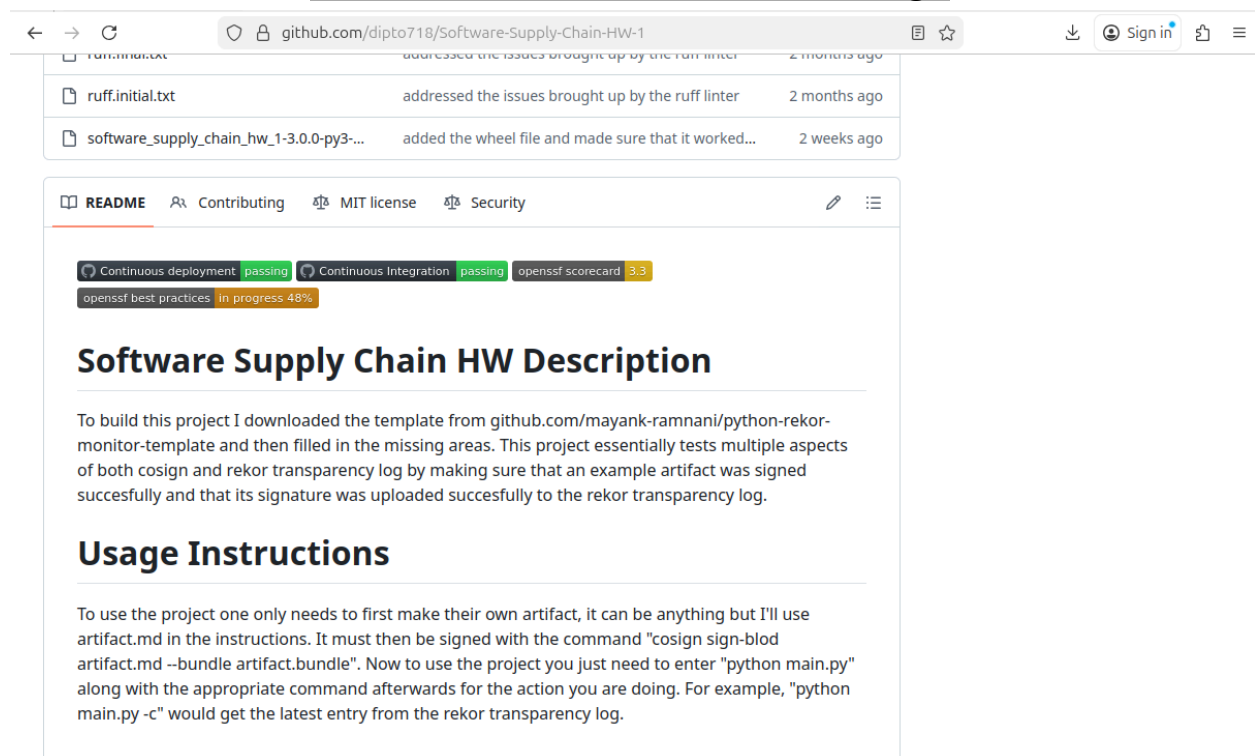 github.com/dipto718/Software-Supply-Chain-HW-1
Sign in
ruff.final.txt addressed the issues brought up by the ruff linter 2 months ago
ruff.initial.txt addressed the issues brought up by the ruff linter 2 months ago
software_supply_chain_hw_1-3.0.0-py3-... added the wheel file and made sure that it worked... 2 weeks ago
README Contributing MIT license Security
Continuous deployment passing Continuous Integration passing openssf scorecard 3.3
openssf best practices in progress 48%
Software Supply Chain HW Description
To build this project I downloaded the template from github.com/mayank-ramnani/python-rekor-
monitor-template and then filled in the missing areas. This project essentially tests multiple aspects
of both cosign and rekor transparency log by making sure that an example artifact was signed
succesfully and that its signature was uploaded succesfully to the rekor transparency log.
Usage Instructions
To use the project one only needs to first make their own artifact, it can be anything but I'll use
artifact.md in the instructions. It must then be signed with the command "cosign sign-blod
artifact.md --bundle artifact.bundle". Now to use the project you just need to enter "python main.py"
along with the appropriate command afterwards for the action you are doing. For example, "python
main.py -c" would get the latest entry from the rekor transparency log.